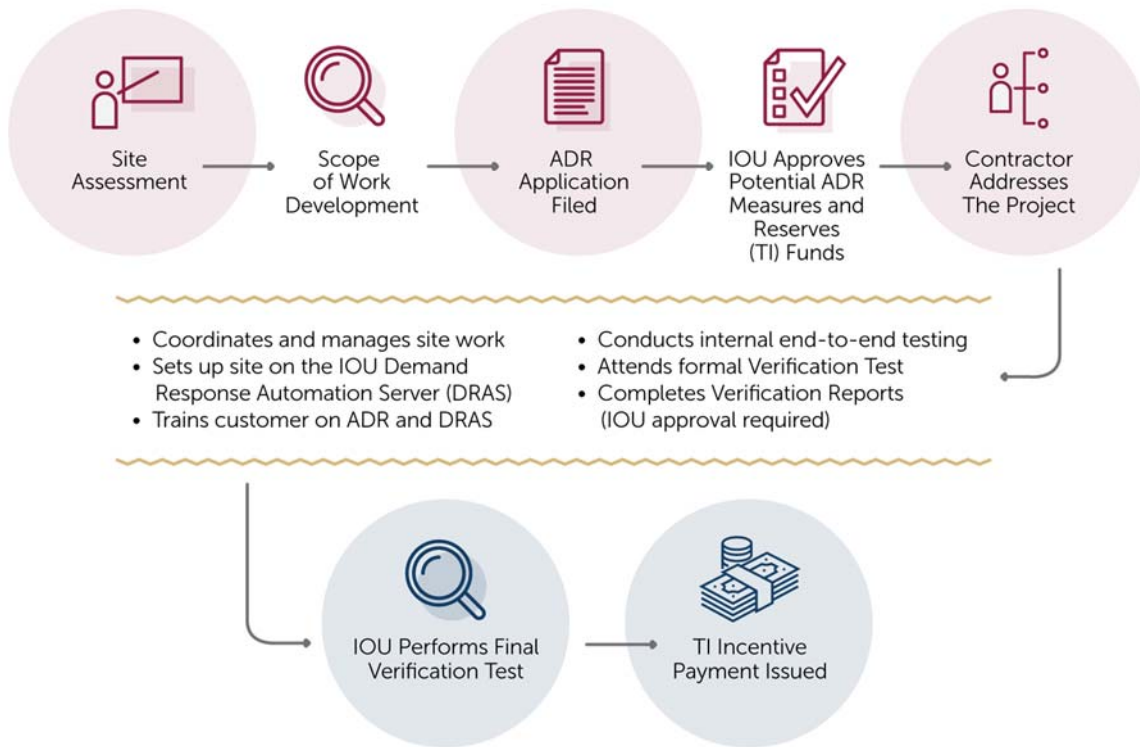 Site
Assessment
Scope
of Work
Development
ADR
Application
Filed
IOU Approves
Potential ADR
Measures and
Reserves
(TI) Funds
Contractor
Addresses
The Project
• Coordinates and manages site work
• Sets up site on the IOU Demand
Response Automation Server (DRAS)
• Trains customer on ADR and DRAS
• Conducts internal end-to-end testing
• Attends formal Verification Test
• Completes Verification Reports
(IOU approval required)
IOU Performs Final
Verification Test
TI Incentive
Payment Issued